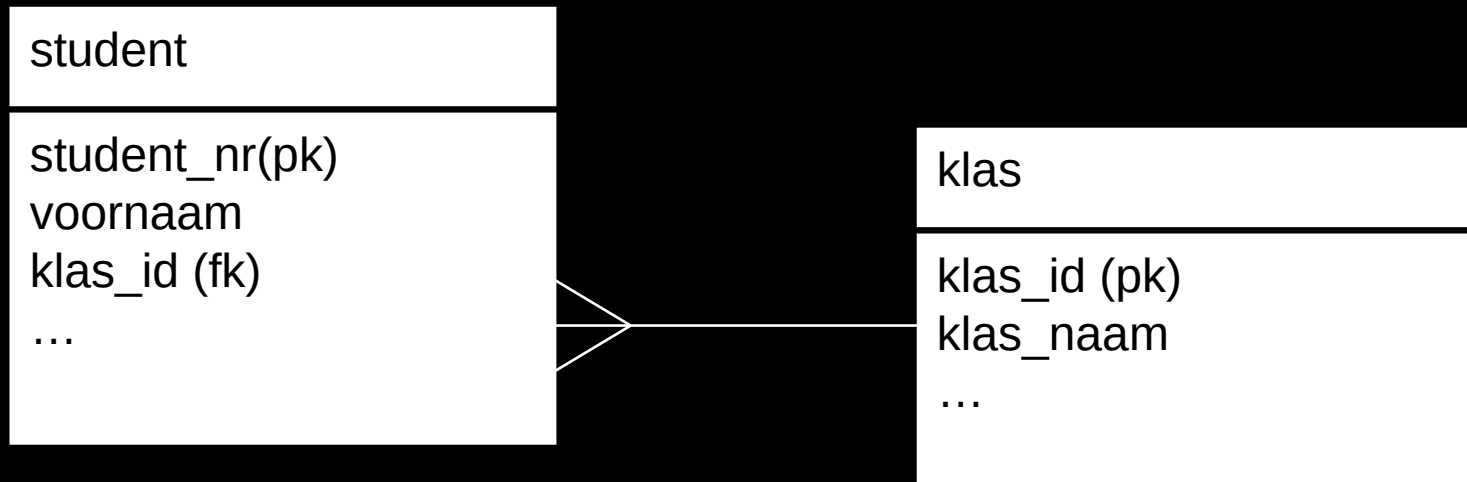 student
student_nr(pk)
voornaam
klas_id (fk)
…
klas
klas_id (pk)
klas_naam
…